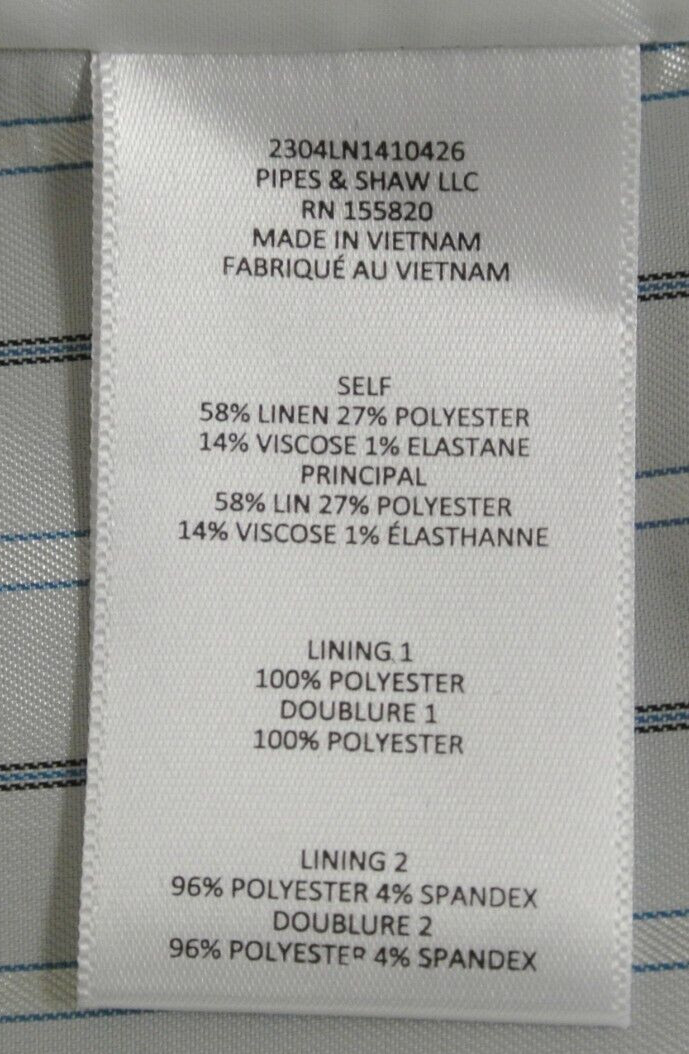 2304LN1410426
PIPES & SHAW LLC
RN 155820
MADE IN VIETNAM
FABRIQUÉ AU VIETNAM
SELF
58% LINEN 27% POLYESTER
14% VISCOSE 1% ELASTANE
PRINCIPAL
58% LIN 27% POLYESTER
14% VISCOSE 1% ÉLASTHANNE
LINING 1
100% POLYESTER
DOUBLURE 1
100% POLYESTER
LINING 2
96% POLYESTER 4% SPANDEX
DOUBLURE 2
96% POLYESTER 4% SPANDEX